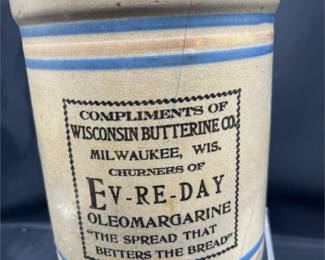 COMPLIMENTS OF
WISCONSIN BUTTERINE CO.
MILWAUKEE, WIS.
CHURNERS OF
EV-RE-DAY
OLEOMARGARINE
"THE SPREAD THAT
BETTERS THE BREAD"